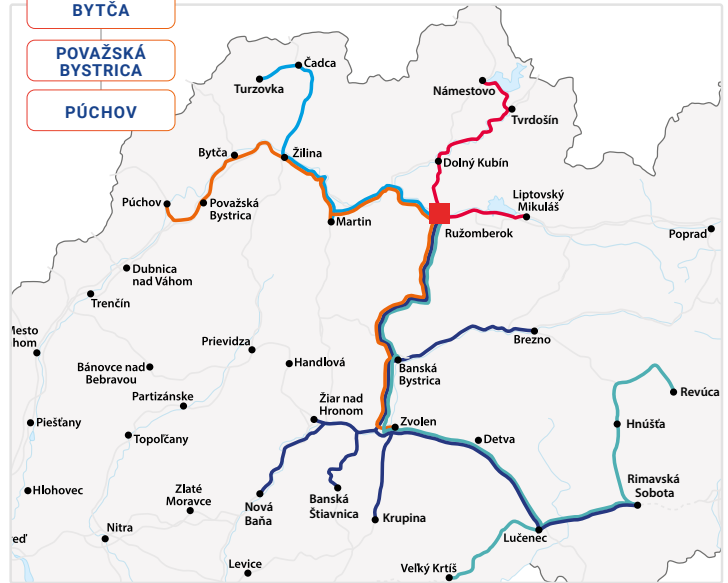 BYTČA
POVAŽSKÁ
BYSTRICA
PÚCHOV
Čadca
Turzovka
Námestovo
Tvrdošín
Bytča
Žilina
Dolný Kubín
Púchov
Považská
Bystrica
Martin
Liptovský
Mikuláš
Ružomberok
Poprad
Dubnica
nad Váhom
Trenčín
Mesto
hom
Prievidza
Handlová
Banská
Bystrica
Brezno
Bánovce nad
Bebravou
Partizánske
Žiar nad
Hronom
Revúca
Piešťany
Topoľčany
Zvolen
Detva
Hnúšťa
Hlohovec
Zlaté
Moravce
Nová
Baňa
Banská
Štiavnica
Krupina
Rimavská
Sobota
Nitra
Lučenec
eď
Levice
Veľký Krtíš